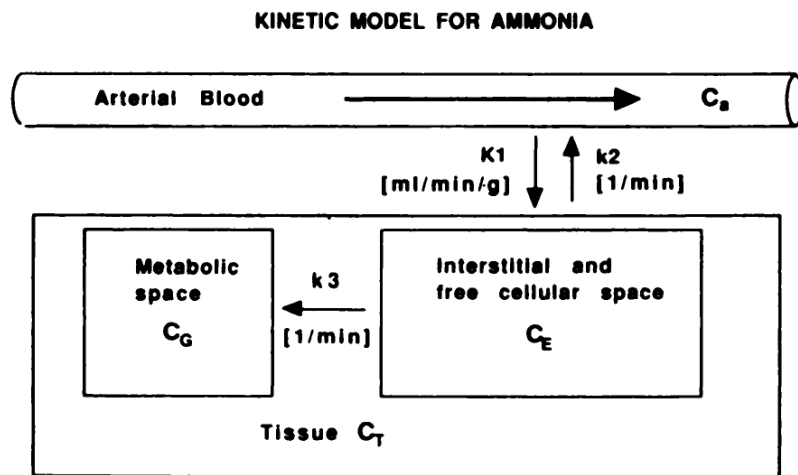 KINETIC MODEL FOR AMMONIA
Arterial Blood
Ca
K1
[ml/min/g]
k2
[1/min]
Metabolic
space
CG
k3
[1/min]
Interstitial and
free cellular space
CE
Tissue CT